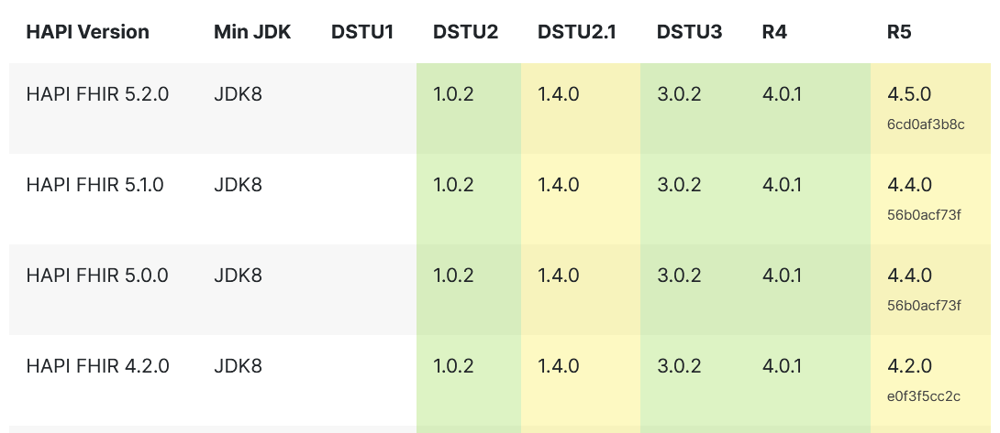 HAPI Version Min JDK DSTU1 DSTU2 DSTU2.1 DSTU3 R4 R5
HAPI FHIR 5.2.0 JDK8 1.0.2 1.4.0 3.0.2 4.0.1 4.5.0
6cd0af3b8c
HAPI FHIR 5.1.0 JDK8 1.0.2 1.4.0 3.0.2 4.0.1 4.4.0
56b0acf73f
HAPI FHIR 5.0.0 JDK8 1.0.2 1.4.0 3.0.2 4.0.1 4.4.0
56b0acf73f
HAPI FHIR 4.2.0 JDK8 1.0.2 1.4.0 3.0.2 4.0.1 4.2.0
e0f3f5cc2c